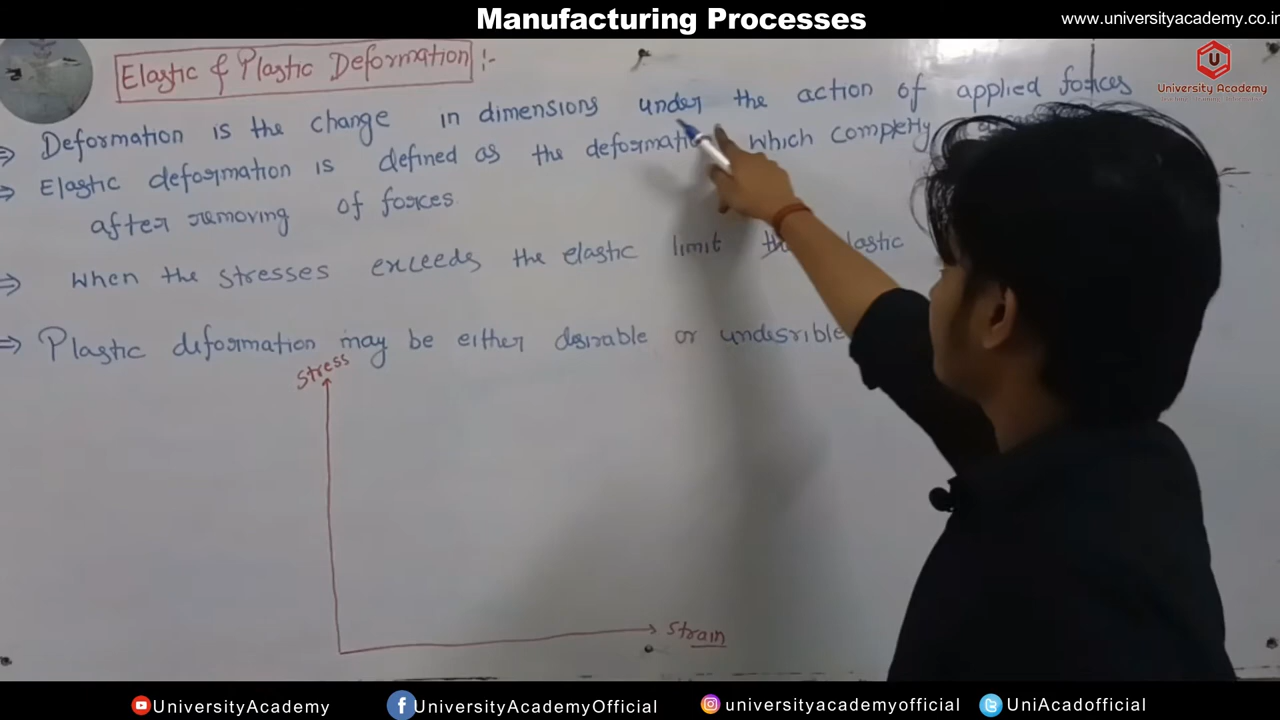 Manufacturing Processes
www.universityacademy.co.in
University Academy
Elastic & Plastic Deformation :-
⇒ Deformation is the change in dimensions under the action of applied forces
⇒ Elastic deformation is defined as the deformation which completly
after removing of forces
⇒ When the stresses exceeds the elastic limit
⇒ Plastic deformation may be either desirable or undesrible
Stress
Strain
UniversityAcademy
UniversityAcademyOfficial
universityacademyofficial
UniAcadofficial